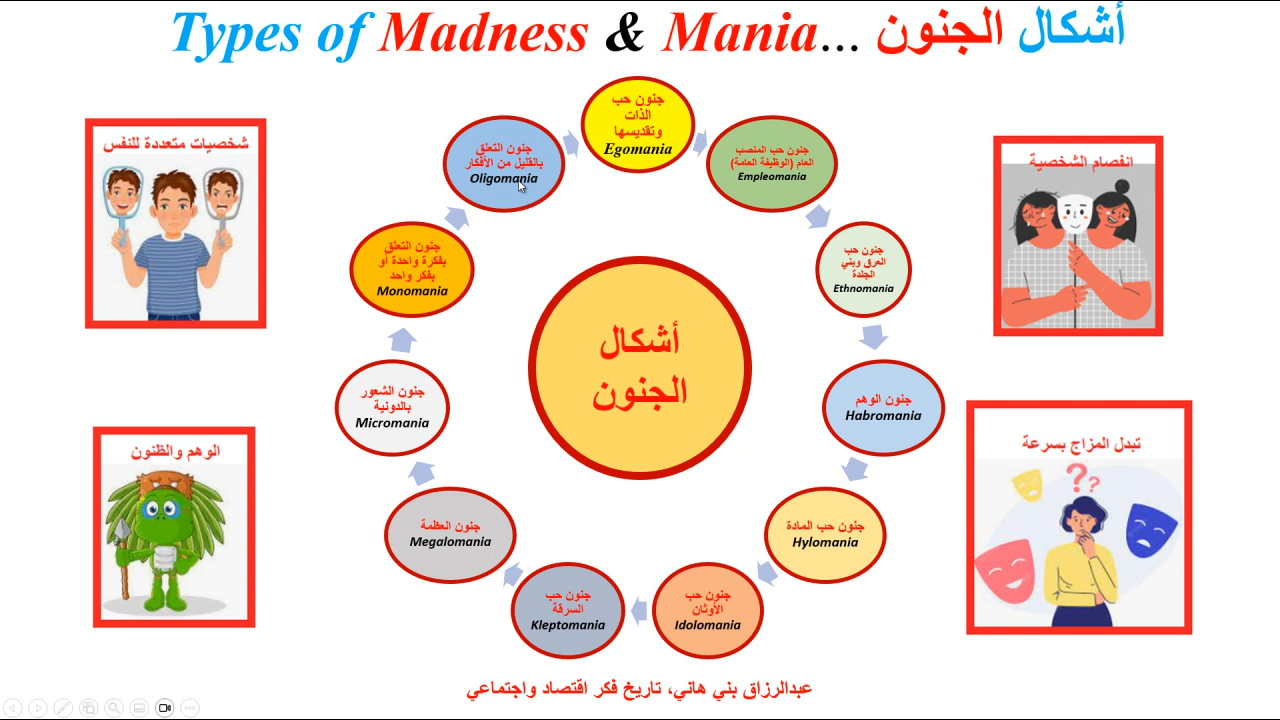 Types of Madness & Mania... أشكال الجنون
جنون حب
الذات
وتقديسها
Egomania
جنون حب المنصب
العام (الوظيفة العامة)
Empleomania
جنون حب
العرق وبني
الجلدة
Ethnomania
جنون الوهم
Habromania
جنون حب المادة
Hylomania
جنون حب
الأوثان
Idolomania
جنون حب
السرقة
Kleptomania
جنون العظمة
Megalomania
جنون الشعور
بالدونية
Micromania
جنون التعلق
بفكرة واحدة أو
بفكر واحد
Monomania
جنون التعلق
بالقليل من الأفكار
Oligomania
أشكال
الجنون
شخصيات متعددة للنفس
انفصام الشخصية
الوهم والظنون
تبدل المزاج بسرعة
??
عبدالرزاق بني هاني، تاريخ فكر اقتصاد واجتماعي